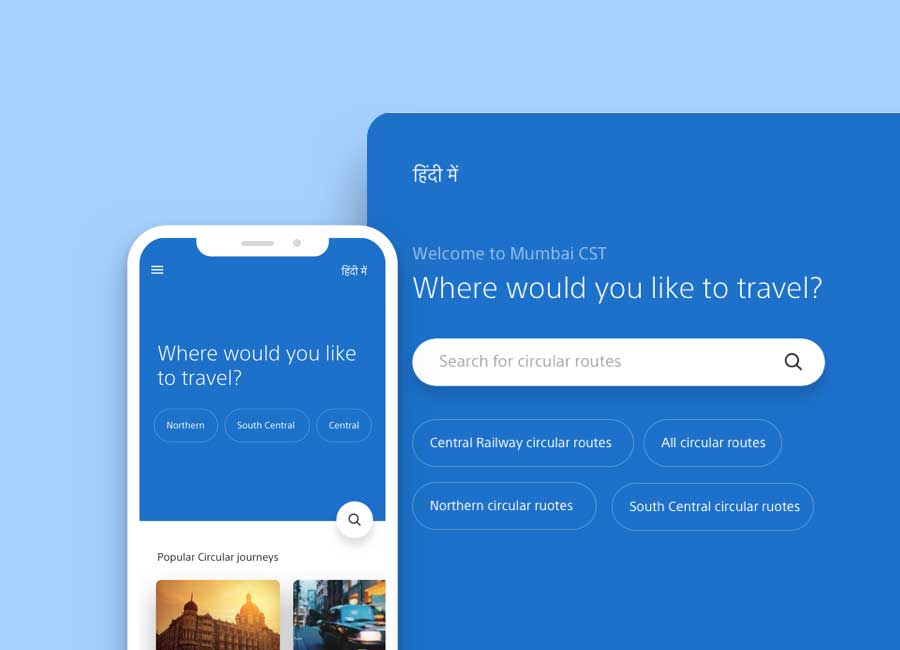 हिंदी में
Welcome to Mumbai CST
Where would you like to travel?
Search for circular routes
Central Railway circular routes
All circular routes
Northern circular ruotes
South Central circular ruotes
हिंदी में
Where would you like
to travel?
Northern
South Central
Central
Popular Circular journeys